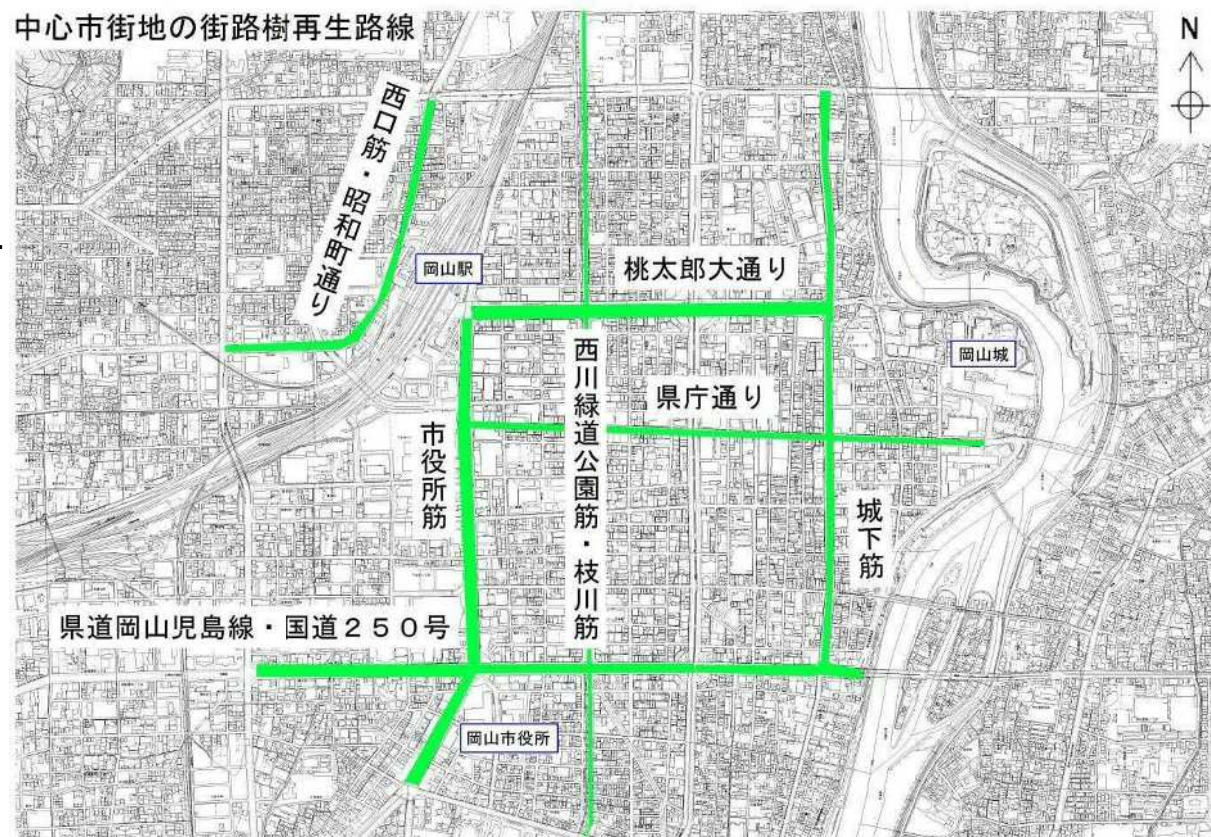 中心市街地の街路樹再生路線
N
西口筋・昭和町通り
岡山駅
桃太郎大通り
岡山城
西川緑道公園筋・枝川筋
県庁通り
市役所筋
城下筋
県道岡山児島線・国道２５０号
岡山市役所